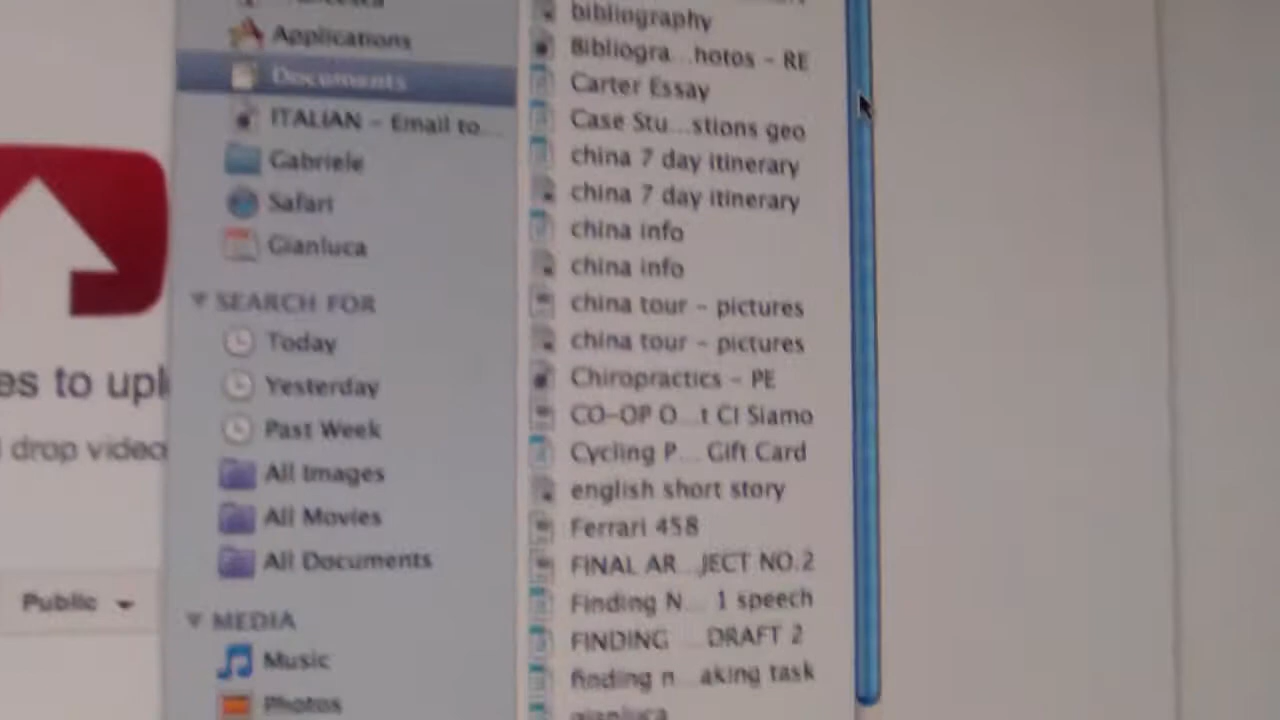 Applications
Documents
ITALIAN - Email to...
Gabriele
Safari
Gianluca
SEARCH FOR
Today
Yesterday
Past Week
All Images
All Movies
All Documents
MEDIA
Music
Photos
bibliography
Bibliogra...hotos - RE
Carter Essay
Case Stu...stions geo
china 7 day itinerary
china 7 day itinerary
china info
china info
china tour - pictures
china tour - pictures
Chiropractics - PE
CO-OP O...t CI Siamo
Cycling P... Gift Card
english short story
Ferrari 458
FINAL AR...JECT NO.2
Finding N... 1 speech
FINDING ...DRAFT 2
finding n...aking task
gianluca
es to upl
drop video
Public